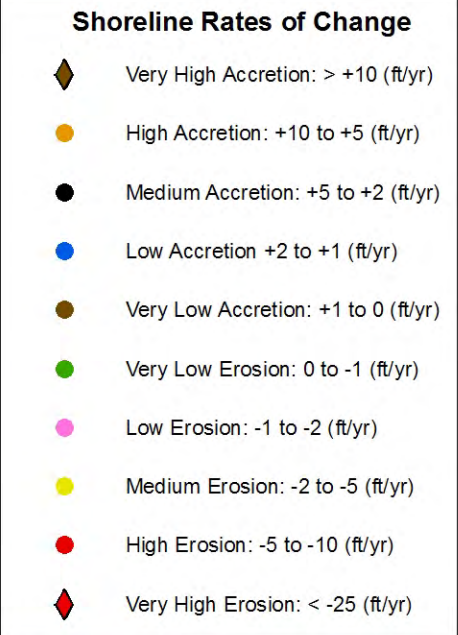 Shoreline Rates of Change
Very High Accretion: > +10 (ft/yr)
High Accretion: +10 to +5 (ft/yr)
Medium Accretion: +5 to +2 (ft/yr)
Low Accretion +2 to +1 (ft/yr)
Very Low Accretion: +1 to 0 (ft/yr)
Very Low Erosion: 0 to -1 (ft/yr)
Low Erosion: -1 to -2 (ft/yr)
Medium Erosion: -2 to -5 (ft/yr)
High Erosion: -5 to -10 (ft/yr)
Very High Erosion: < -25 (ft/yr)